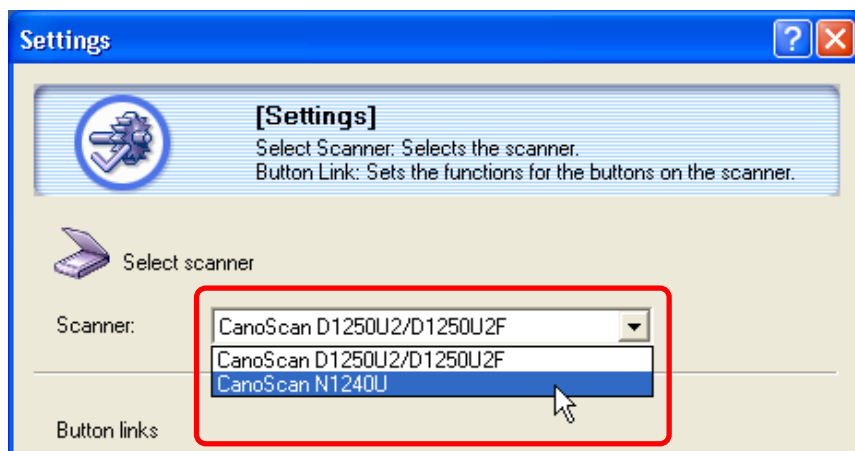 Settings
[Settings]
Select Scanner: Selects the scanner.
Button Link: Sets the functions for the buttons on the scanner.
Select scanner
Scanner: CanoScan D1250U2/D1250U2F
CanoScan D1250U2/D1250U2F
CanoScan N1240U
Button links